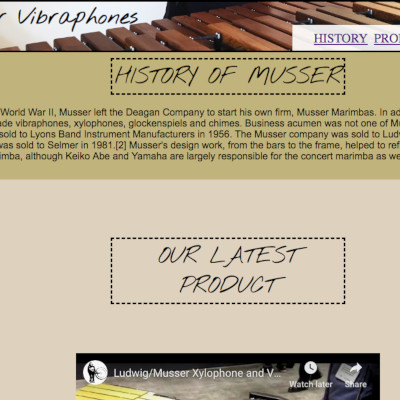 r Vibraphones
HISTORY PRO
HISTORY OF MUSSER
World War II, Musser left the Deagan Company to start his own firm, Musser Marimbas. In ad
ade vibraphones, xylophones, glockenspiels and chimes. Business acumen was not one of M
sold to Lyons Band Instrument Manufacturers in 1956. The Musser company was sold to Lud
was sold to Selmer in 1981.[2] Musser's design work, from the bars to the frame, helped to ref
imba, although Keiko Abe and Yamaha are largely responsible for the concert marimba as we
OUR LATEST
PRODUCT
Ludwig/Musser Xylophone and V...
Watch later Share